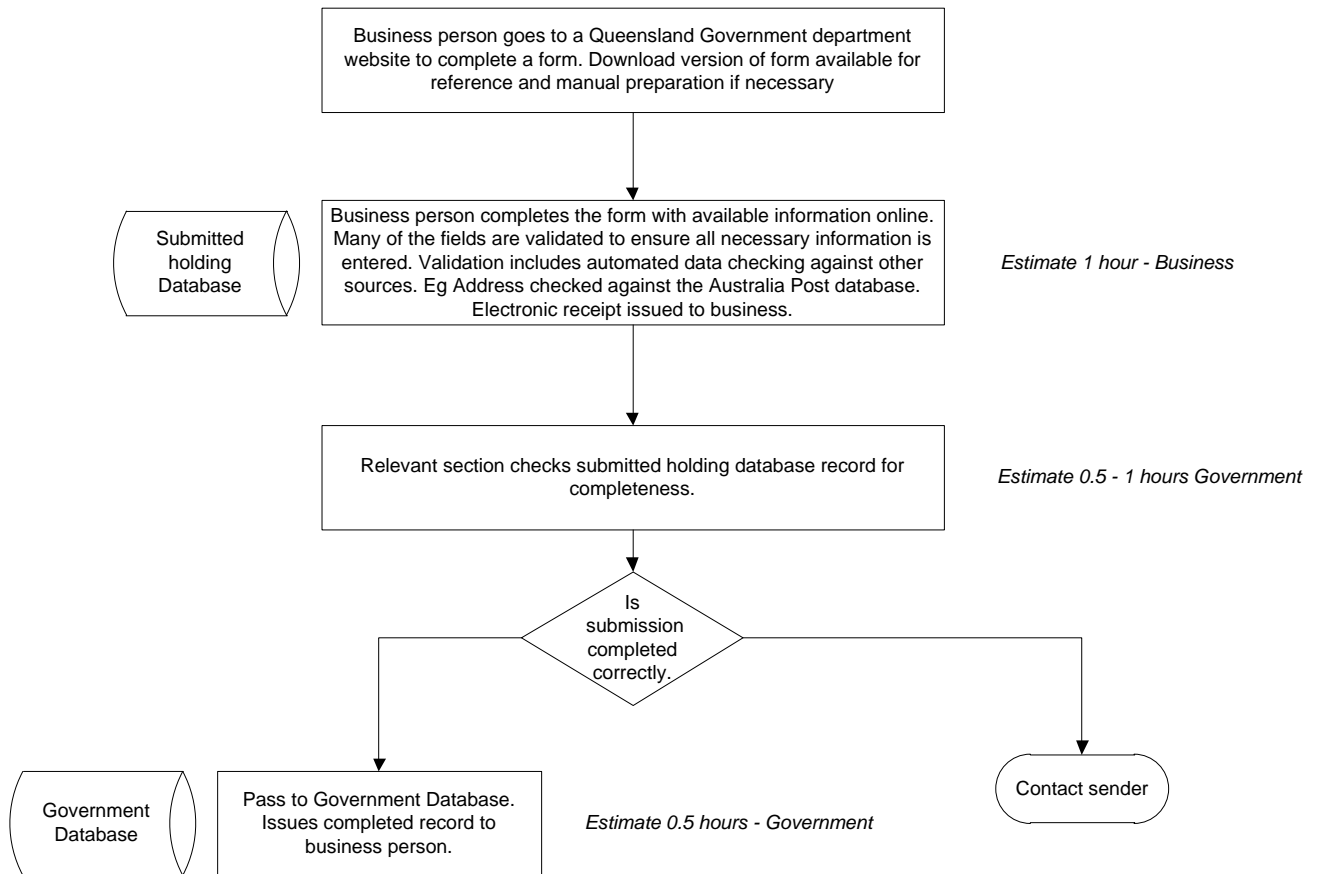 Business person goes to a Queensland Government department
website to complete a form. Download version of form available for
reference and manual preparation if necessary
Submitted
holding
Database
Business person completes the form with available information online.
Many of the fields are validated to ensure all necessary information is
entered. Validation includes automated data checking against other
sources. Eg Address checked against the Australia Post database.
Electronic receipt issued to business.
Estimate 1 hour - Business
Relevant section checks submitted holding database record for
completeness.
Estimate 0.5 - 1 hours Government
Is
submission
completed
correctly.
Government
Database
Pass to Government Database.
Issues completed record to
business person.
Estimate 0.5 hours - Government
Contact sender